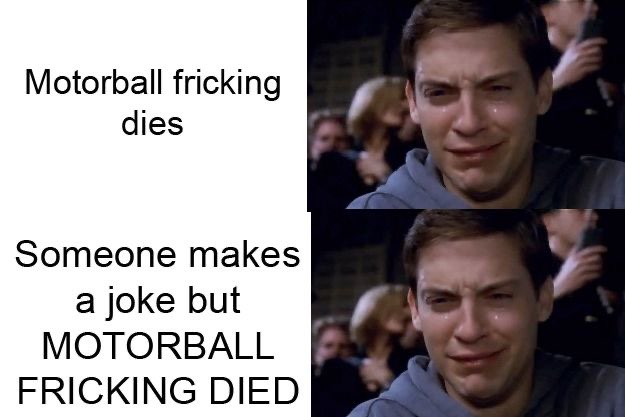 Motorball fricking
dies
Someone makes
a joke but
MOTORBALL
FRICKING DIED